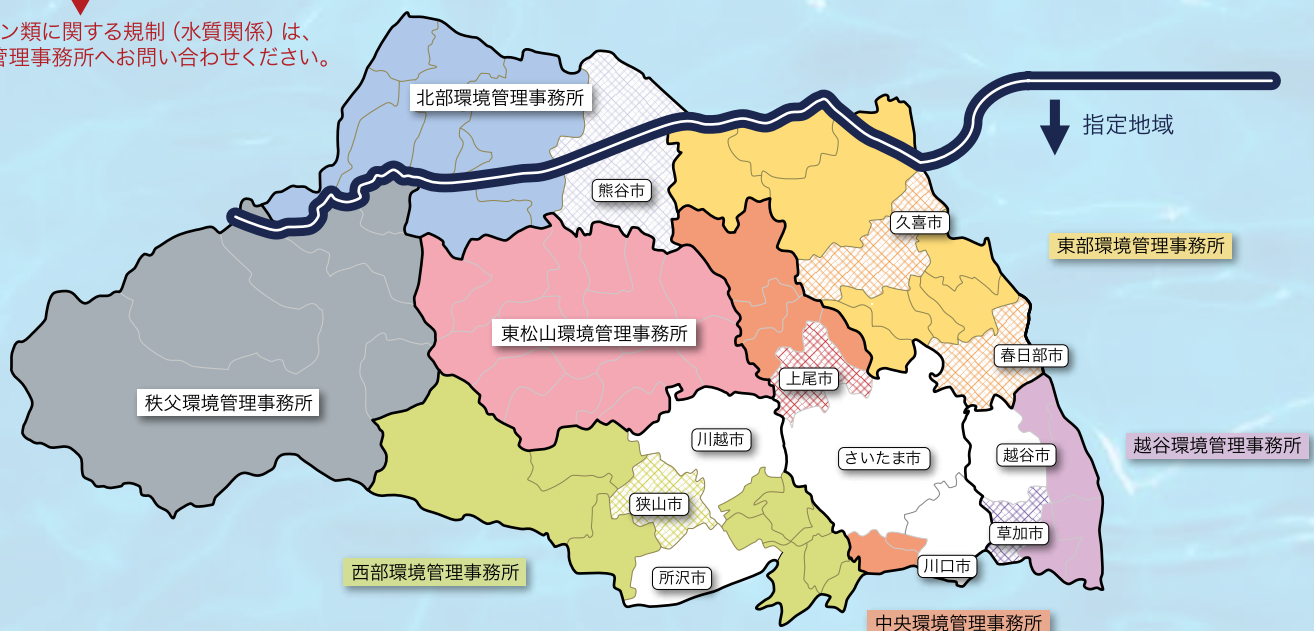 ン類に関する規制（水質関係）は、
管理事務所へお問い合わせください。
北部環境管理事務所
指定地域
熊谷市
久喜市
東部環境管理事務所
東松山環境管理事務所
春日部市
上尾市
秩父環境管理事務所
川越市
さいたま市
越谷市
越谷環境管理事務所
狭山市
草加市
西部環境管理事務所
所沢市
川口市
中央環境管理事務所